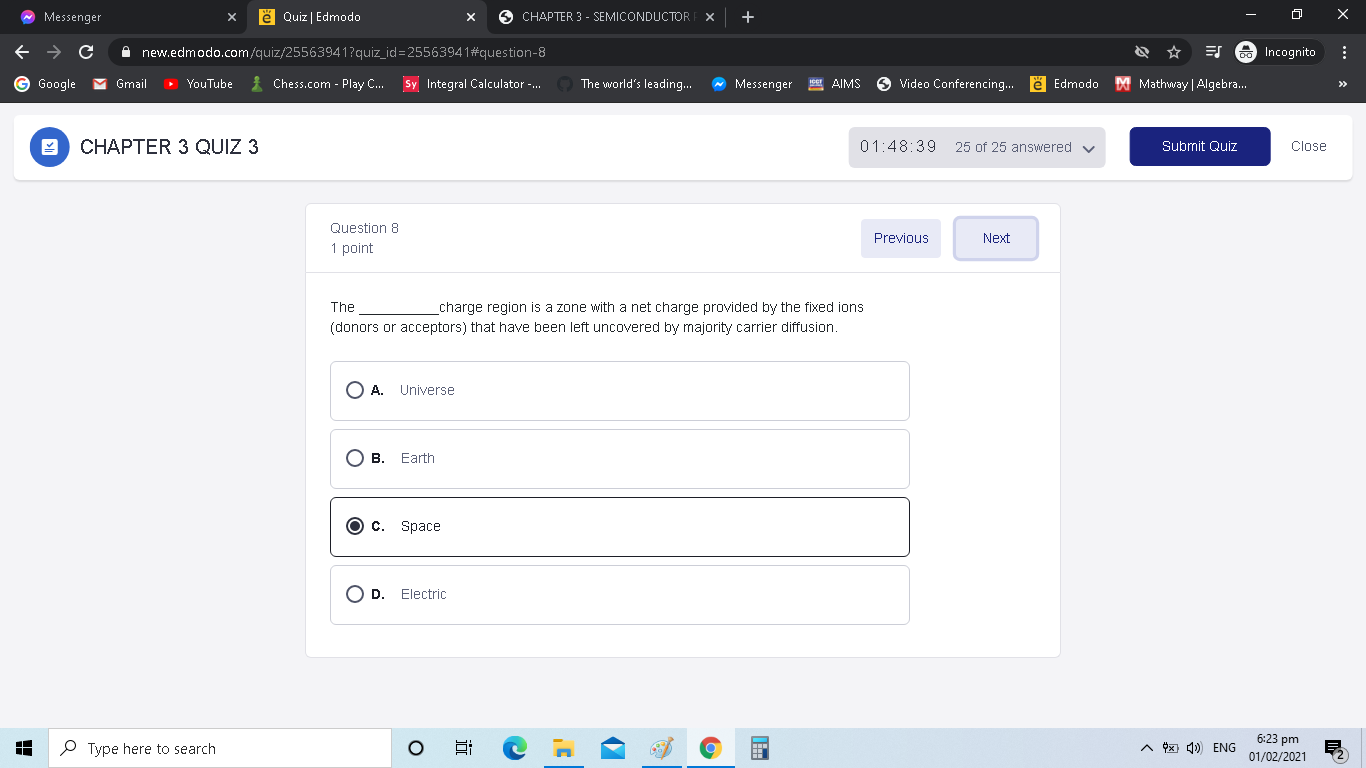 Messenger
Quiz | Edmodo
CHAPTER 3 - SEMICONDUCTOR
new.edmodo.com/quiz/25563941?quiz_id=25563941#question-8
Incognito
Google
Gmail
YouTube
Chess.com - Play C...
Sy
Integral Calculator -...
The world's leading...
Messenger
AIMS
Video Conferencing...
Edmodo
Mathway | Algebra...
»
CHAPTER 3 QUIZ 3
01:48:39 25 of 25 answered
Submit Quiz
Close
Question 8
1 point
Previous
Next
The __________charge region is a zone with a net charge provided by the fixed ions
(donors or acceptors) that have been left uncovered by majority carrier diffusion.
A. Universe
B. Earth
C. Space
D. Electric
Type here to search
ENG
6:23 pm
01/02/2021
2